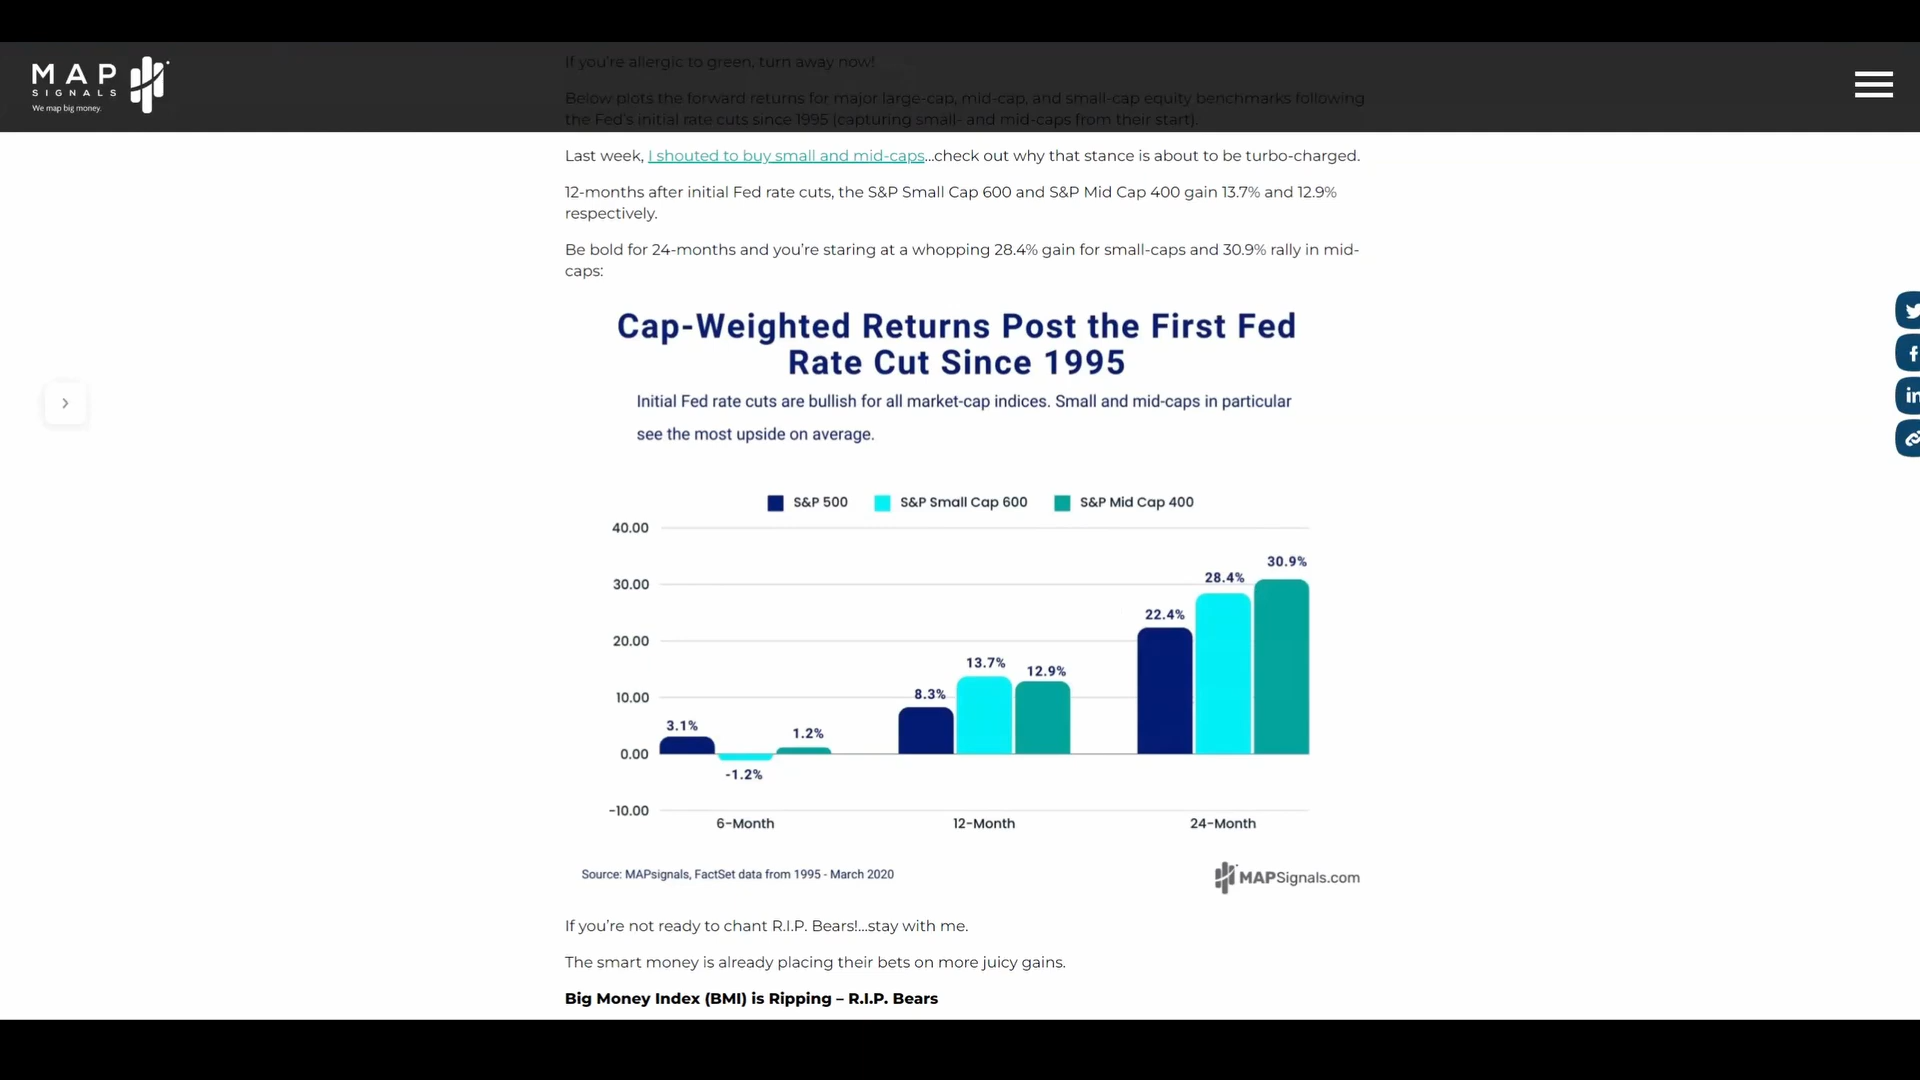 MAP
SIGNALS
We map big money.
If you're allergic to green, turn away now!
Below plots the forward returns for major large-cap, mid-cap, and small-cap equity benchmarks following
the Fed's initial rate cuts since 1995 (capturing small- and mid-caps from their start).
Last week, I shouted to buy small and mid-caps...check out why that stance is about to be turbo-charged.
12-months after initial Fed rate cuts, the S&P Small Cap 600 and S&P Mid Cap 400 gain 13.7% and 12.9%
respectively.
Be bold for 24-months and you're staring at a whopping 28.4% gain for small-caps and 30.9% rally in mid-
caps:
Cap-Weighted Returns Post the First Fed
Rate Cut Since 1995
Initial Fed rate cuts are bullish for all market-cap indices. Small and mid-caps in particular
see the most upside on average.
S&P 500 S&P Small Cap 600 S&P Mid Cap 400
40.00
30.00
20.00
10.00
0.00
-10.00
3.1%
-1.2%
1.2%
8.3%
13.7%
12.9%
22.4%
28.4%
30.9%
6-Month 12-Month 24-Month
Source: MAPsignals, FactSet data from 1995 - March 2020
MAPSignals.com
If you're not ready to chant R.I.P. Bears!...stay with me.
The smart money is already placing their bets on more juicy gains.
Big Money Index (BMI) is Ripping – R.I.P. Bears